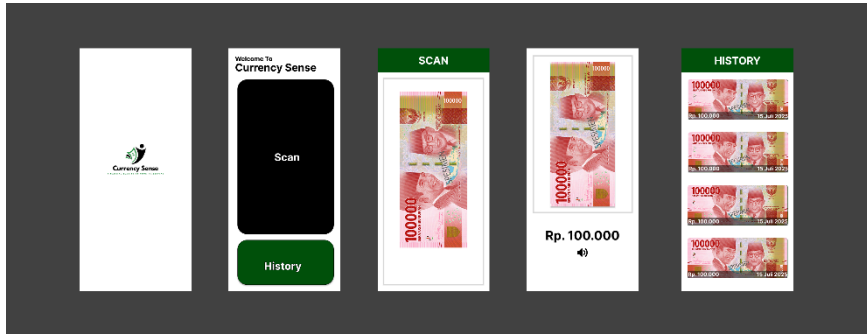 Currency Sense
Welcome To
Currency Sense
Scan
History
SCAN
100000
100000
100000
Rp. 100.000
HISTORY
100000
Rp. 100.000
15 Juli 2025
100000
Rp. 100.000
15 Juli 2025
100000
Rp. 100.000
15 Juli 2025
100000
Rp. 100.000
15 Juli 2025